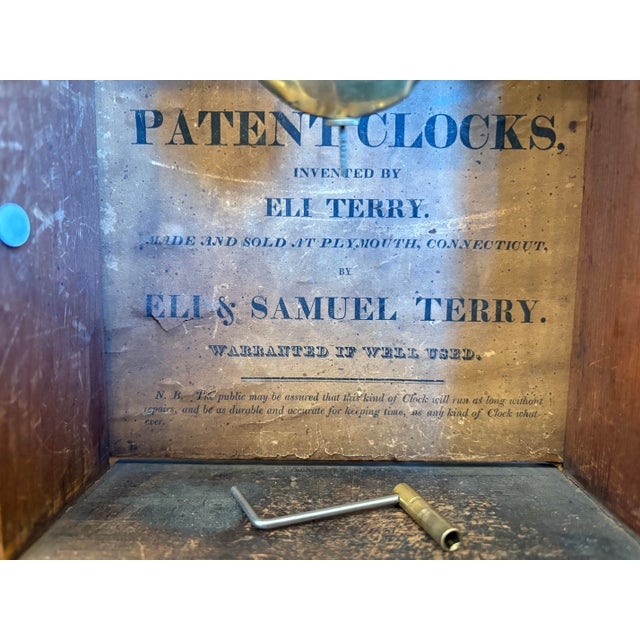 PATENT CLOCKS,
INVENTED BY
ELI TERRY.
MADE AND SOLD AT PLYMOUTH, CONNECTICUT,
BY
ELI & SAMUEL TERRY.
WARRANTED IF WELL USED.
N. B. The public may be assured that this kind of Clock will run as long without
repairs, and be as durable and accurate for keeping time, as any kind of Clock what
ever.